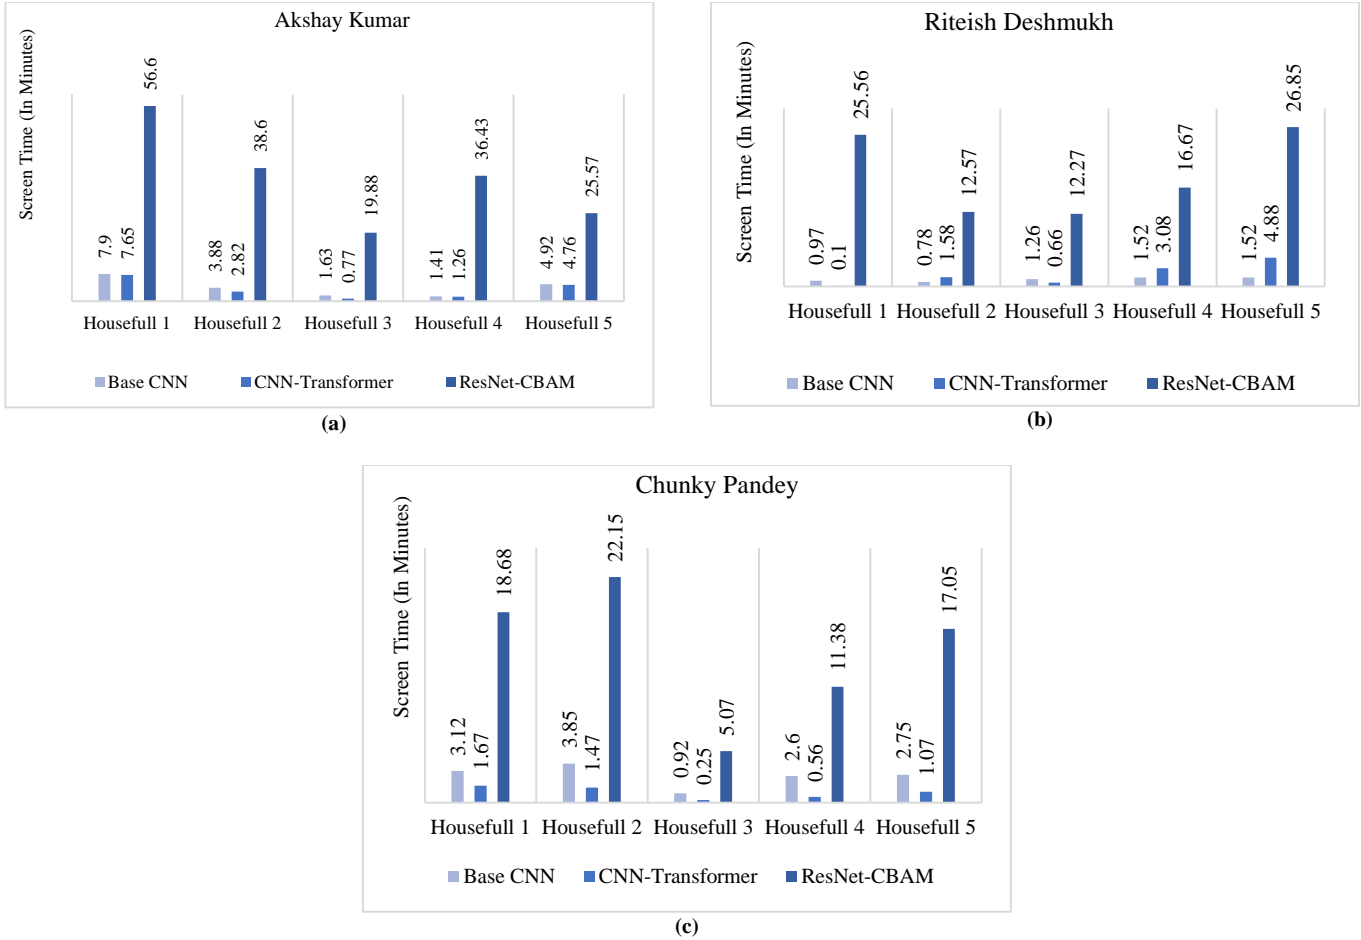 Akshay Kumar
Screen Time (In Minutes)
7.9 7.65 56.6 3.88 2.82 38.6 1.63 0.77 19.88 1.41 1.26 36.43 4.92 4.76 25.57
Housefull 1 Housefull 2 Housefull 3 Housefull 4 Housefull 5
Base CNN CNN-Transformer ResNet-CBAM
(a)
Riteish Deshmukh
Screen Time (In Minutes)
0.97 0.1 25.56 0.78 1.58 12.57 1.26 0.66 12.27 1.52 3.08 16.67 1.52 4.88 26.85
Housefull 1 Housefull 2 Housefull 3 Housefull 4 Housefull 5
Base CNN CNN-Transformer ResNet-CBAM
(b)
Chunky Pandey
Screen Time (In Minutes)
3.12 1.67 18.68 3.85 1.47 22.15 0.92 0.25 5.07 2.6 0.56 11.38 2.75 1.07 17.05
Housefull 1 Housefull 2 Housefull 3 Housefull 4 Housefull 5
Base CNN CNN-Transformer ResNet-CBAM
(c)